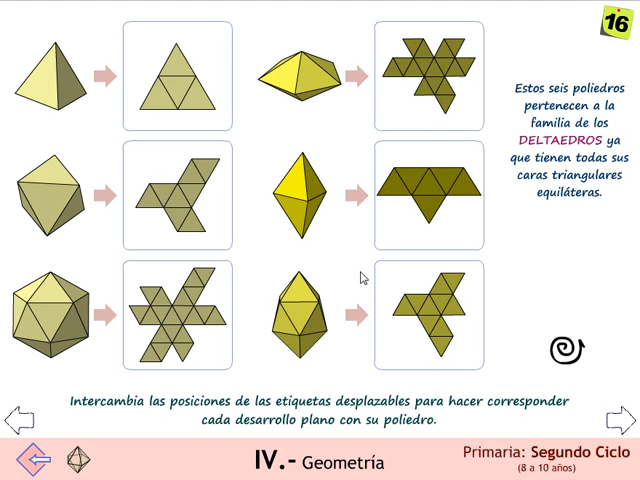 16
Estos seis poliedros
pertenecen a la
familia de los
DELTAEDROS ya
que tienen todas sus
caras triangulares
equiláteras.
Intercambia las posiciones de las etiquetas desplazables para hacer corresponder
cada desarrollo plano con su poliedro.
IV.- Geometría
Primaria: Segundo Ciclo
(8 a 10 años)